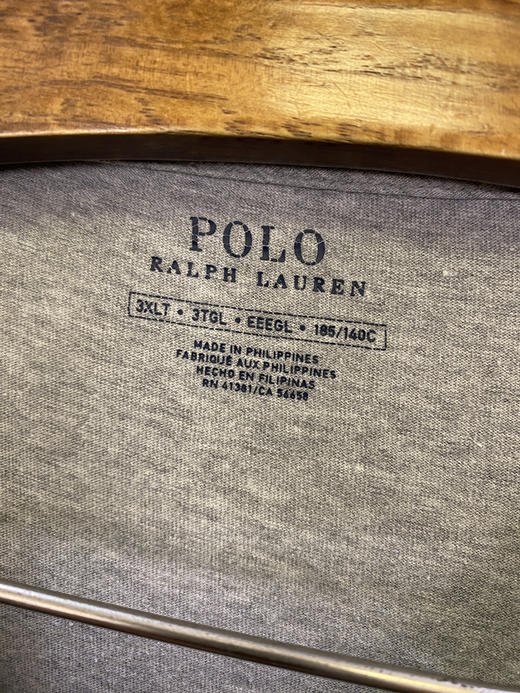 POLO
RALPH LAUREN
3XLT • 3TGL • EEEGL • 185/140C
MADE IN PHILIPPINES
FABRIQUÉ AUX PHILIPPINES
HECHO EN FILIPINAS
RN 41381/CA 56658